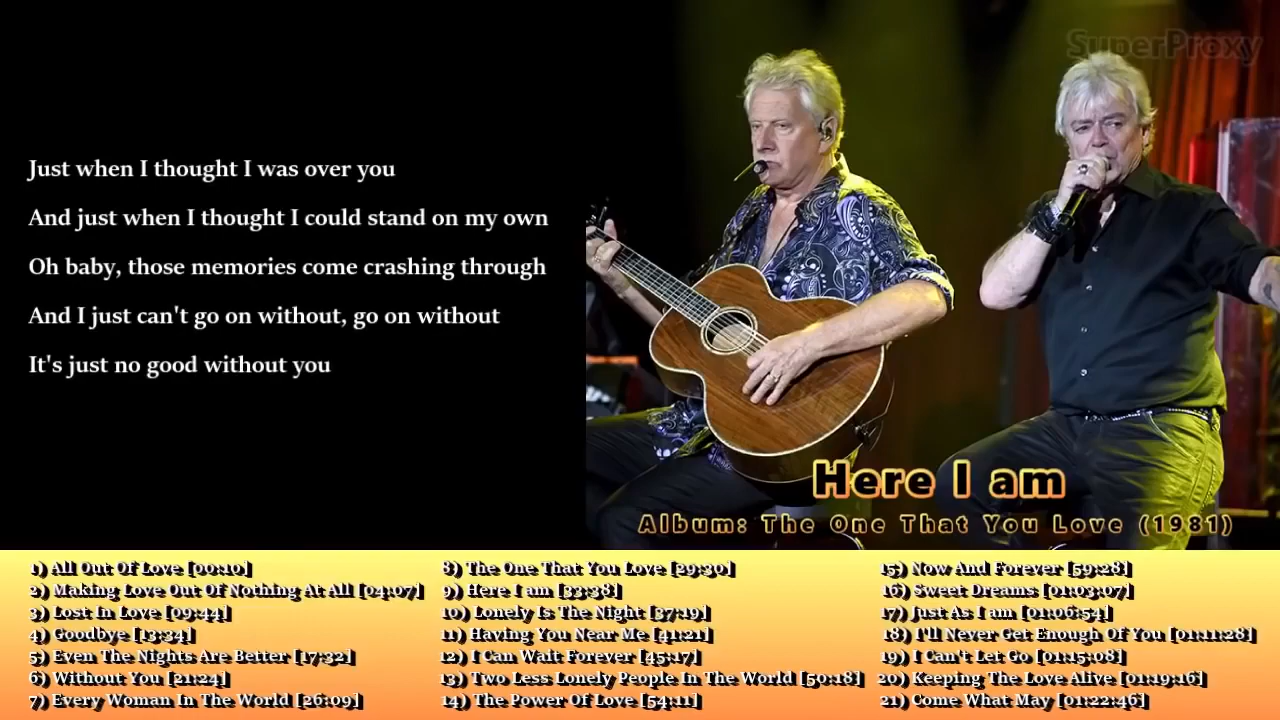 SuperProxy
Just when I thought I was over you
And just when I thought I could stand on my own
Oh baby, those memories come crashing through
And I just can't go on without, go on without
It's just no good without you
Here I am
Album: The One That You Love (1981)
1) All Out Of Love [00:10]
2) Making Love Out Of Nothing At All [04:07]
3) Lost In Love [09:44]
4) Goodbye [13:34]
5) Even The Nights Are Better [17:32]
6) Without You [21:24]
7) Every Woman In The World [26:09]
8) The One That You Love [29:30]
9) Here I am [33:38]
10) Lonely Is The Night [37:19]
11) Having You Near Me [41:21]
12) I Can Wait Forever [45:17]
13) Two Less Lonely People In The World [50:18]
14) The Power Of Love [54:11]
15) Now And Forever [59:28]
16) Sweet Dreams [01:03:07]
17) Just As I am [01:06:54]
18) I'll Never Get Enough Of You [01:11:28]
19) I Can't Let Go [01:15:08]
20) Keeping The Love Alive [01:19:16]
21) Come What May [01:22:46]